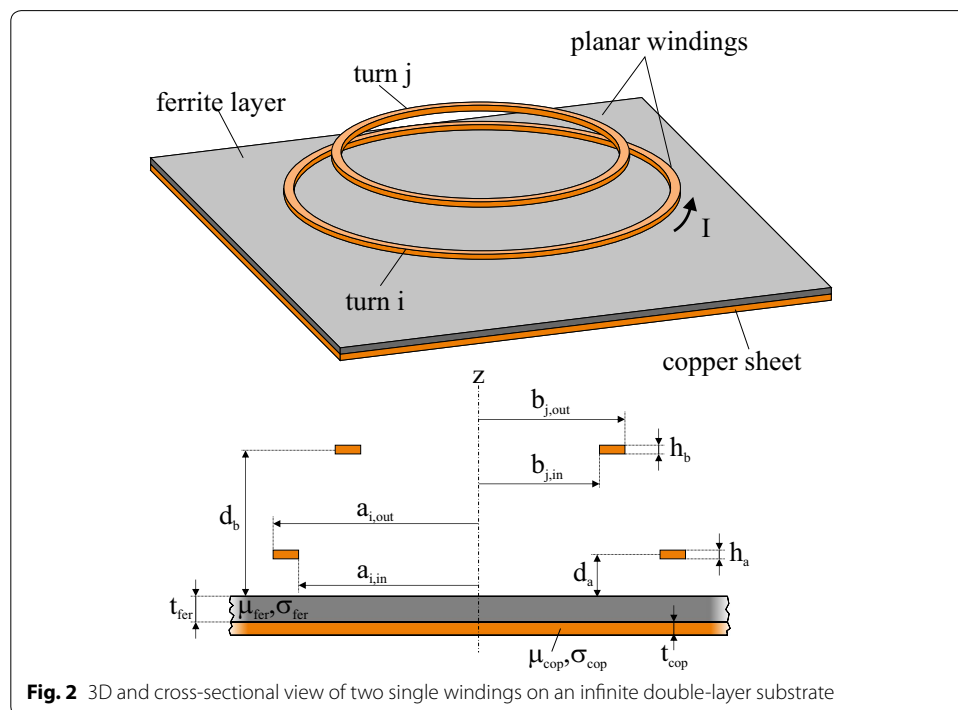 planar windings
turn j
ferrite layer
I
turn i
copper sheet
z
b_j,out
h_b
b_j,in
d_b
a_i,out
h_a
d_a
a_i,in
t_fer
μ_fer,σ_fer
μ_cop,σ_cop
t_cop
Fig. 2 3D and cross-sectional view of two single windings on an infinite double-layer substrate